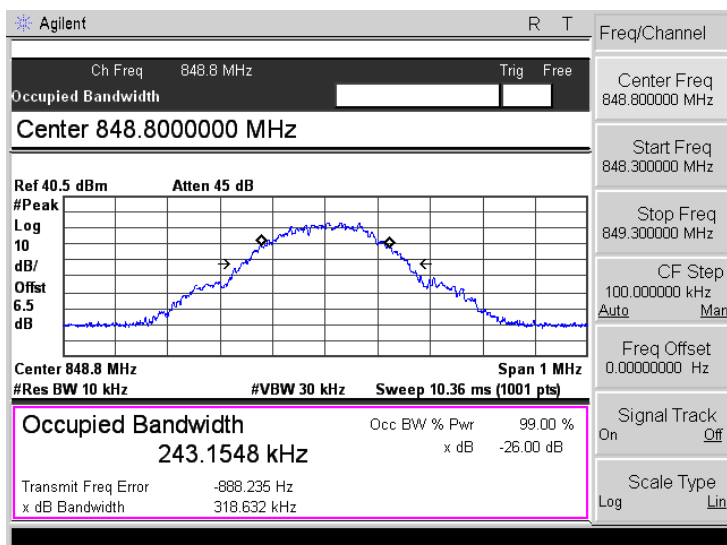 Agilent R T
Ch Freq 848.8 MHz Trig Free
Occupied Bandwidth
Center 848.8000000 MHz
Ref 40.5 dBm Atten 45 dB
#Peak
Log
10
dB/
Offst
6.5
dB
Center 848.8 MHz Span 1 MHz
#Res BW 10 kHz #VBW 30 kHz Sweep 10.36 ms (1001 pts)
Occupied Bandwidth
243.1548 kHz
Occ BW % Pwr 99.00 %
x dB -26.00 dB
Transmit Freq Error -888.235 Hz
x dB Bandwidth 318.632 kHz
Freq/Channel
Center Freq
848.800000 MHz
Start Freq
848.300000 MHz
Stop Freq
849.300000 MHz
CF Step
100.000000 kHz
Auto Man
Freq Offset
0.00000000 Hz
Signal Track
On Off
Scale Type
Log Lin